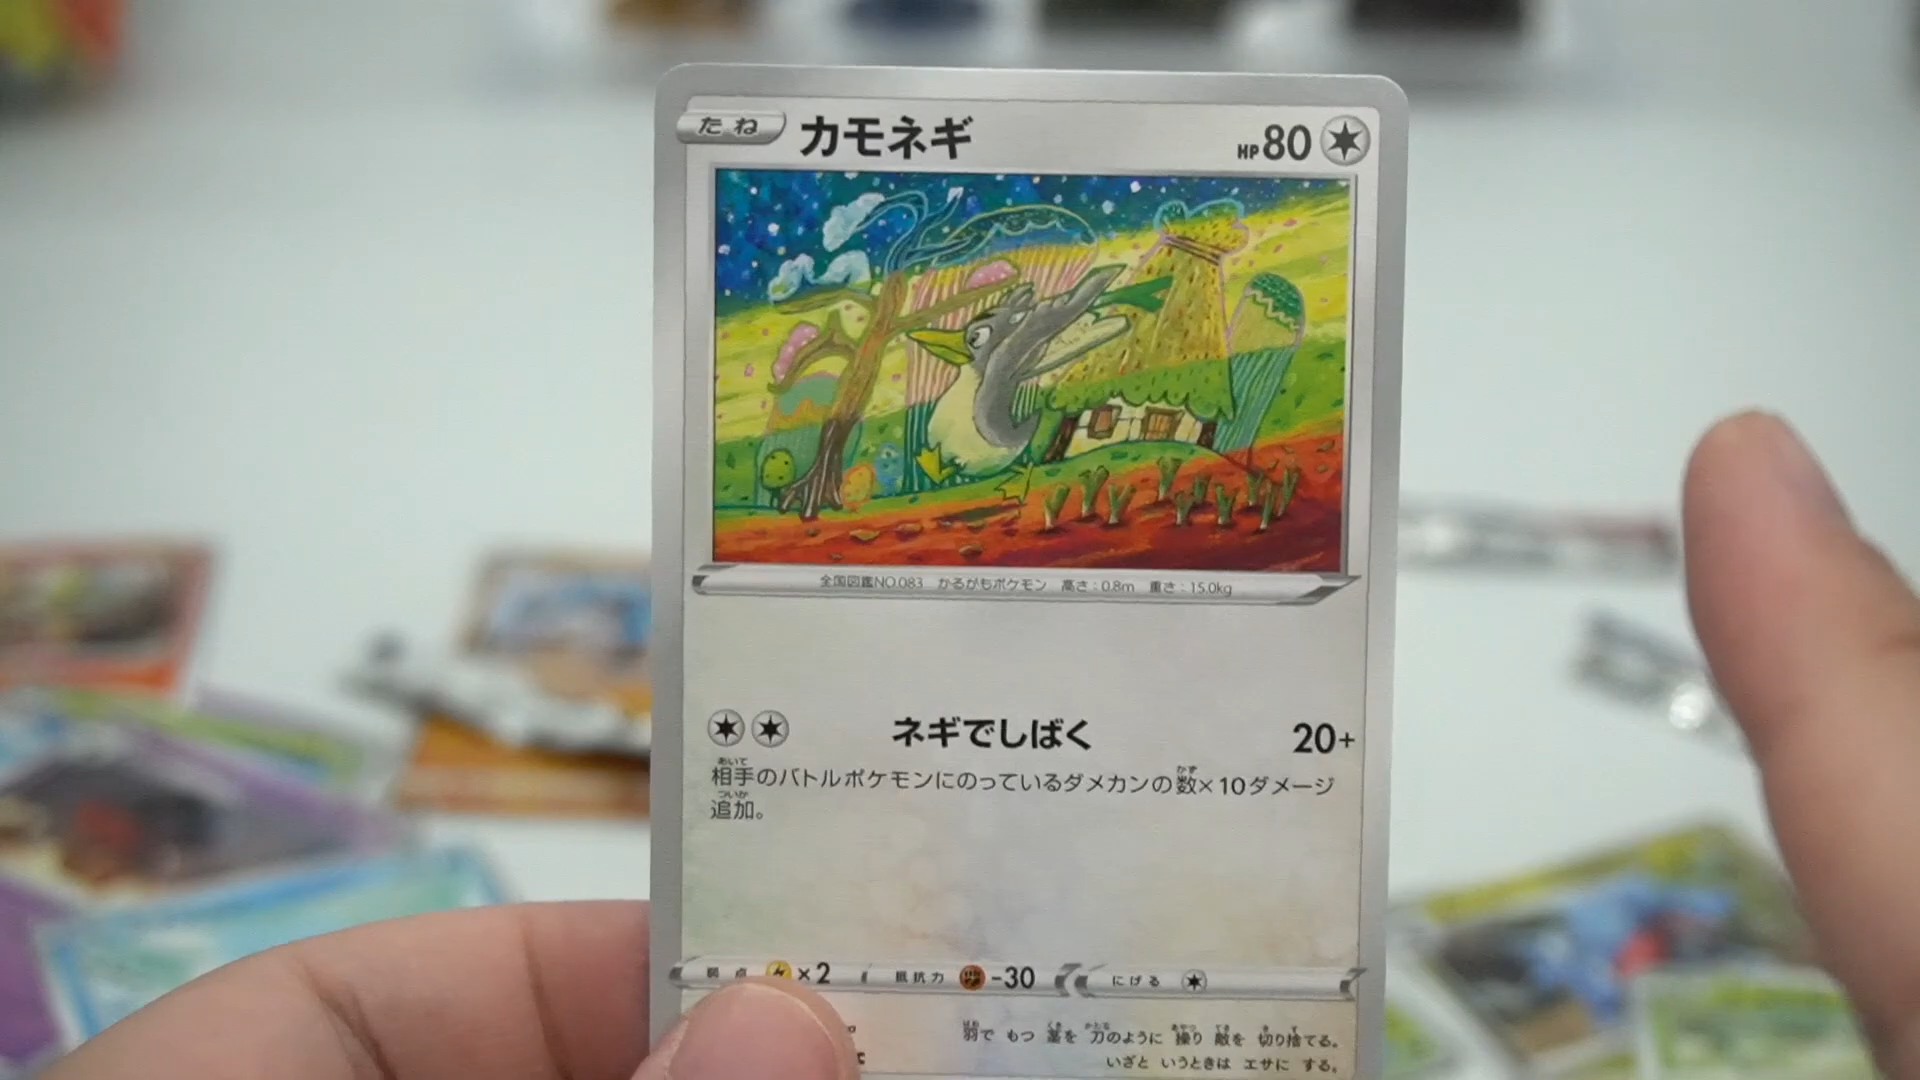 たね カモネギ HP80
全国図鑑NO.083 かるがもポケモン 高さ:0.8m 重さ:15.0kg
ネギでしばく 20+
相手のバトルポケモンにのっているダメカンの数×10ダメージ
追加。
弱点 ×2 抵抗力 -30 にげる
羽で もつ 茎を 刀のように 操り 敵を 切り捨てる。
いざと いうときは エサに する。